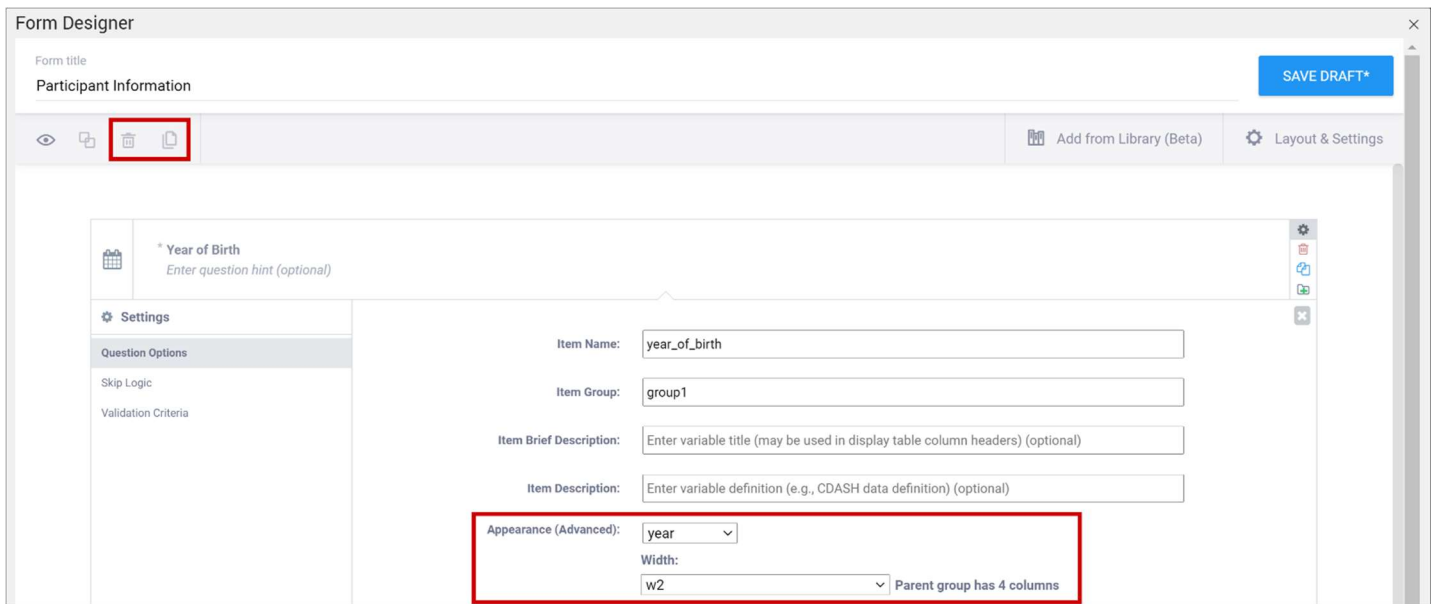 Form Designer
Form title
Participant Information
SAVE DRAFT*
Add from Library (Beta)
Layout & Settings
* Year of Birth
Enter question hint (optional)
Settings
Question Options
Skip Logic
Validation Criteria
Item Name: year_of_birth
Item Group: group1
Item Brief Description: Enter variable title (may be used in display table column headers) (optional)
Item Description: Enter variable definition (e.g., CDASH data definition) (optional)
Appearance (Advanced): year
Width:
w2 Parent group has 4 columns